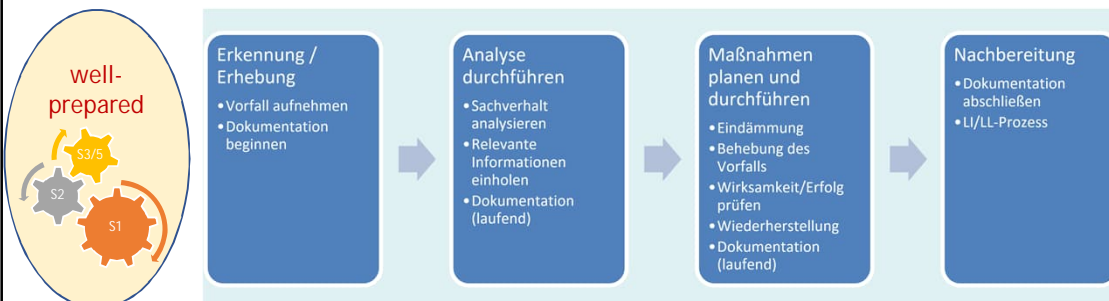 well-
prepared
S3/5
S2
S1
Erkennung /
Erhebung
•Vorfall aufnehmen
•Dokumentation
beginnen
Analyse
durchführen
•Sachverhalt
analysieren
•Relevante
Informationen
einholen
•Dokumentation
(laufend)
Maßnahmen
planen und
durchführen
•Eindämmung
•Behebung des
Vorfalls
•Wirksamkeit/Erfolg
prüfen
•Wiederherstellung
•Dokumentation
(laufend)
Nachbereitung
•Dokumentation
abschließen
•LI/LL-Prozess